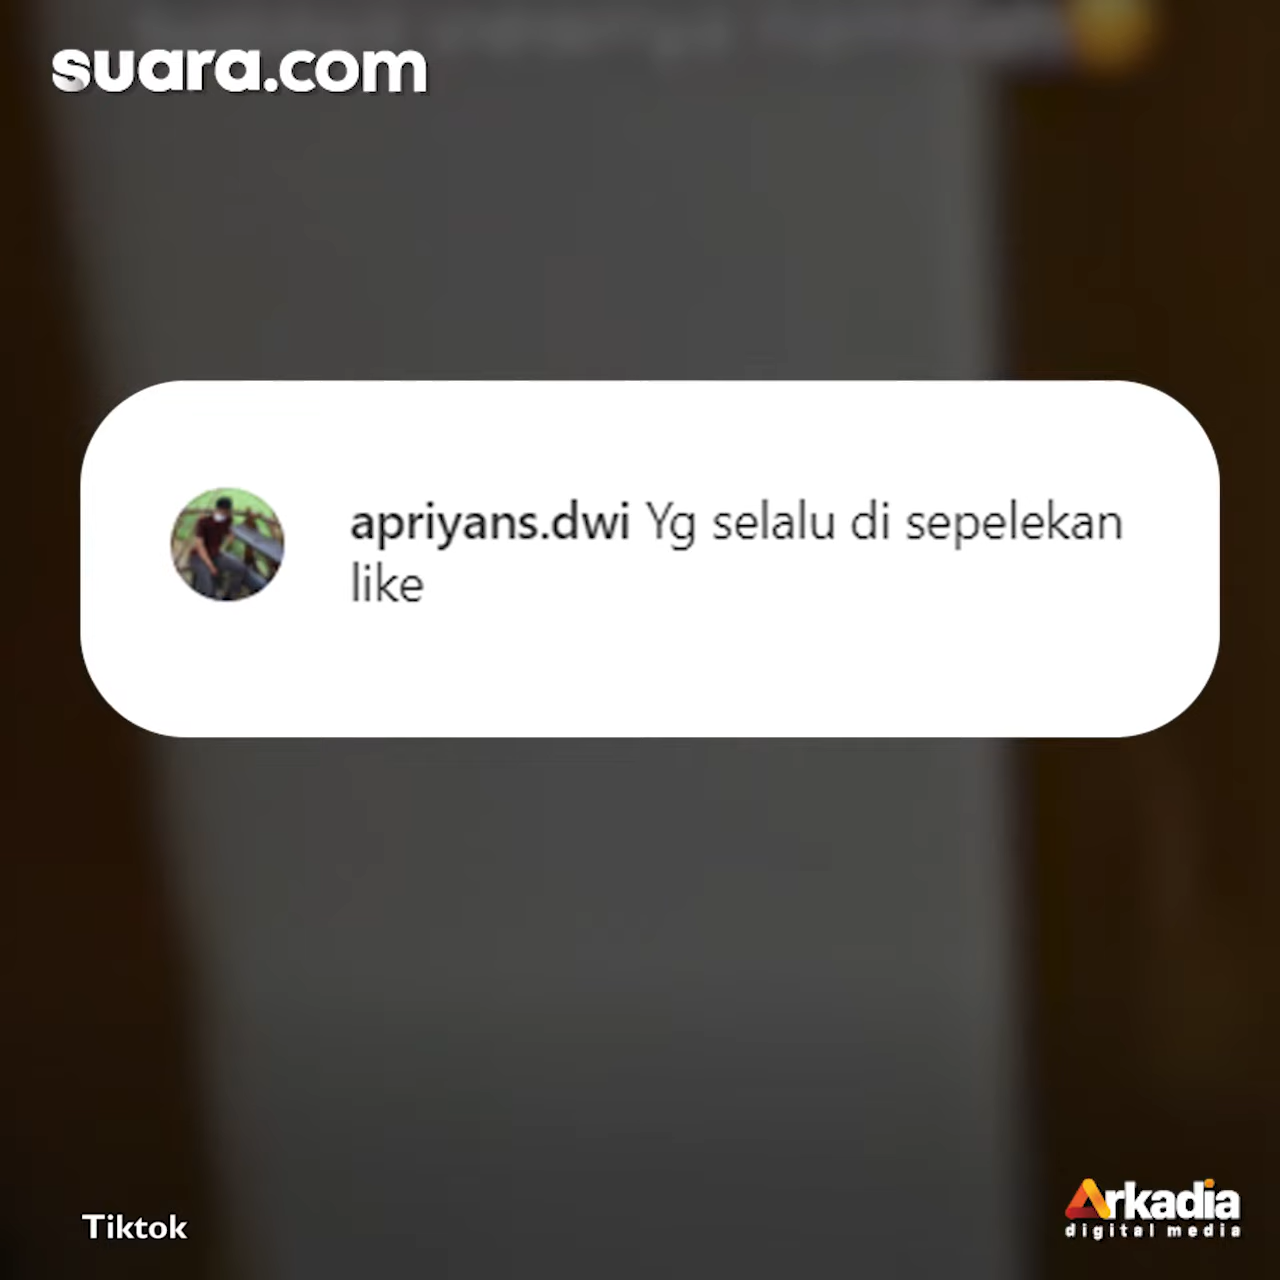 suara.com
apriyans.dwi Yg selalu di sepelekan
like
Tiktok
Arkadia
digital media